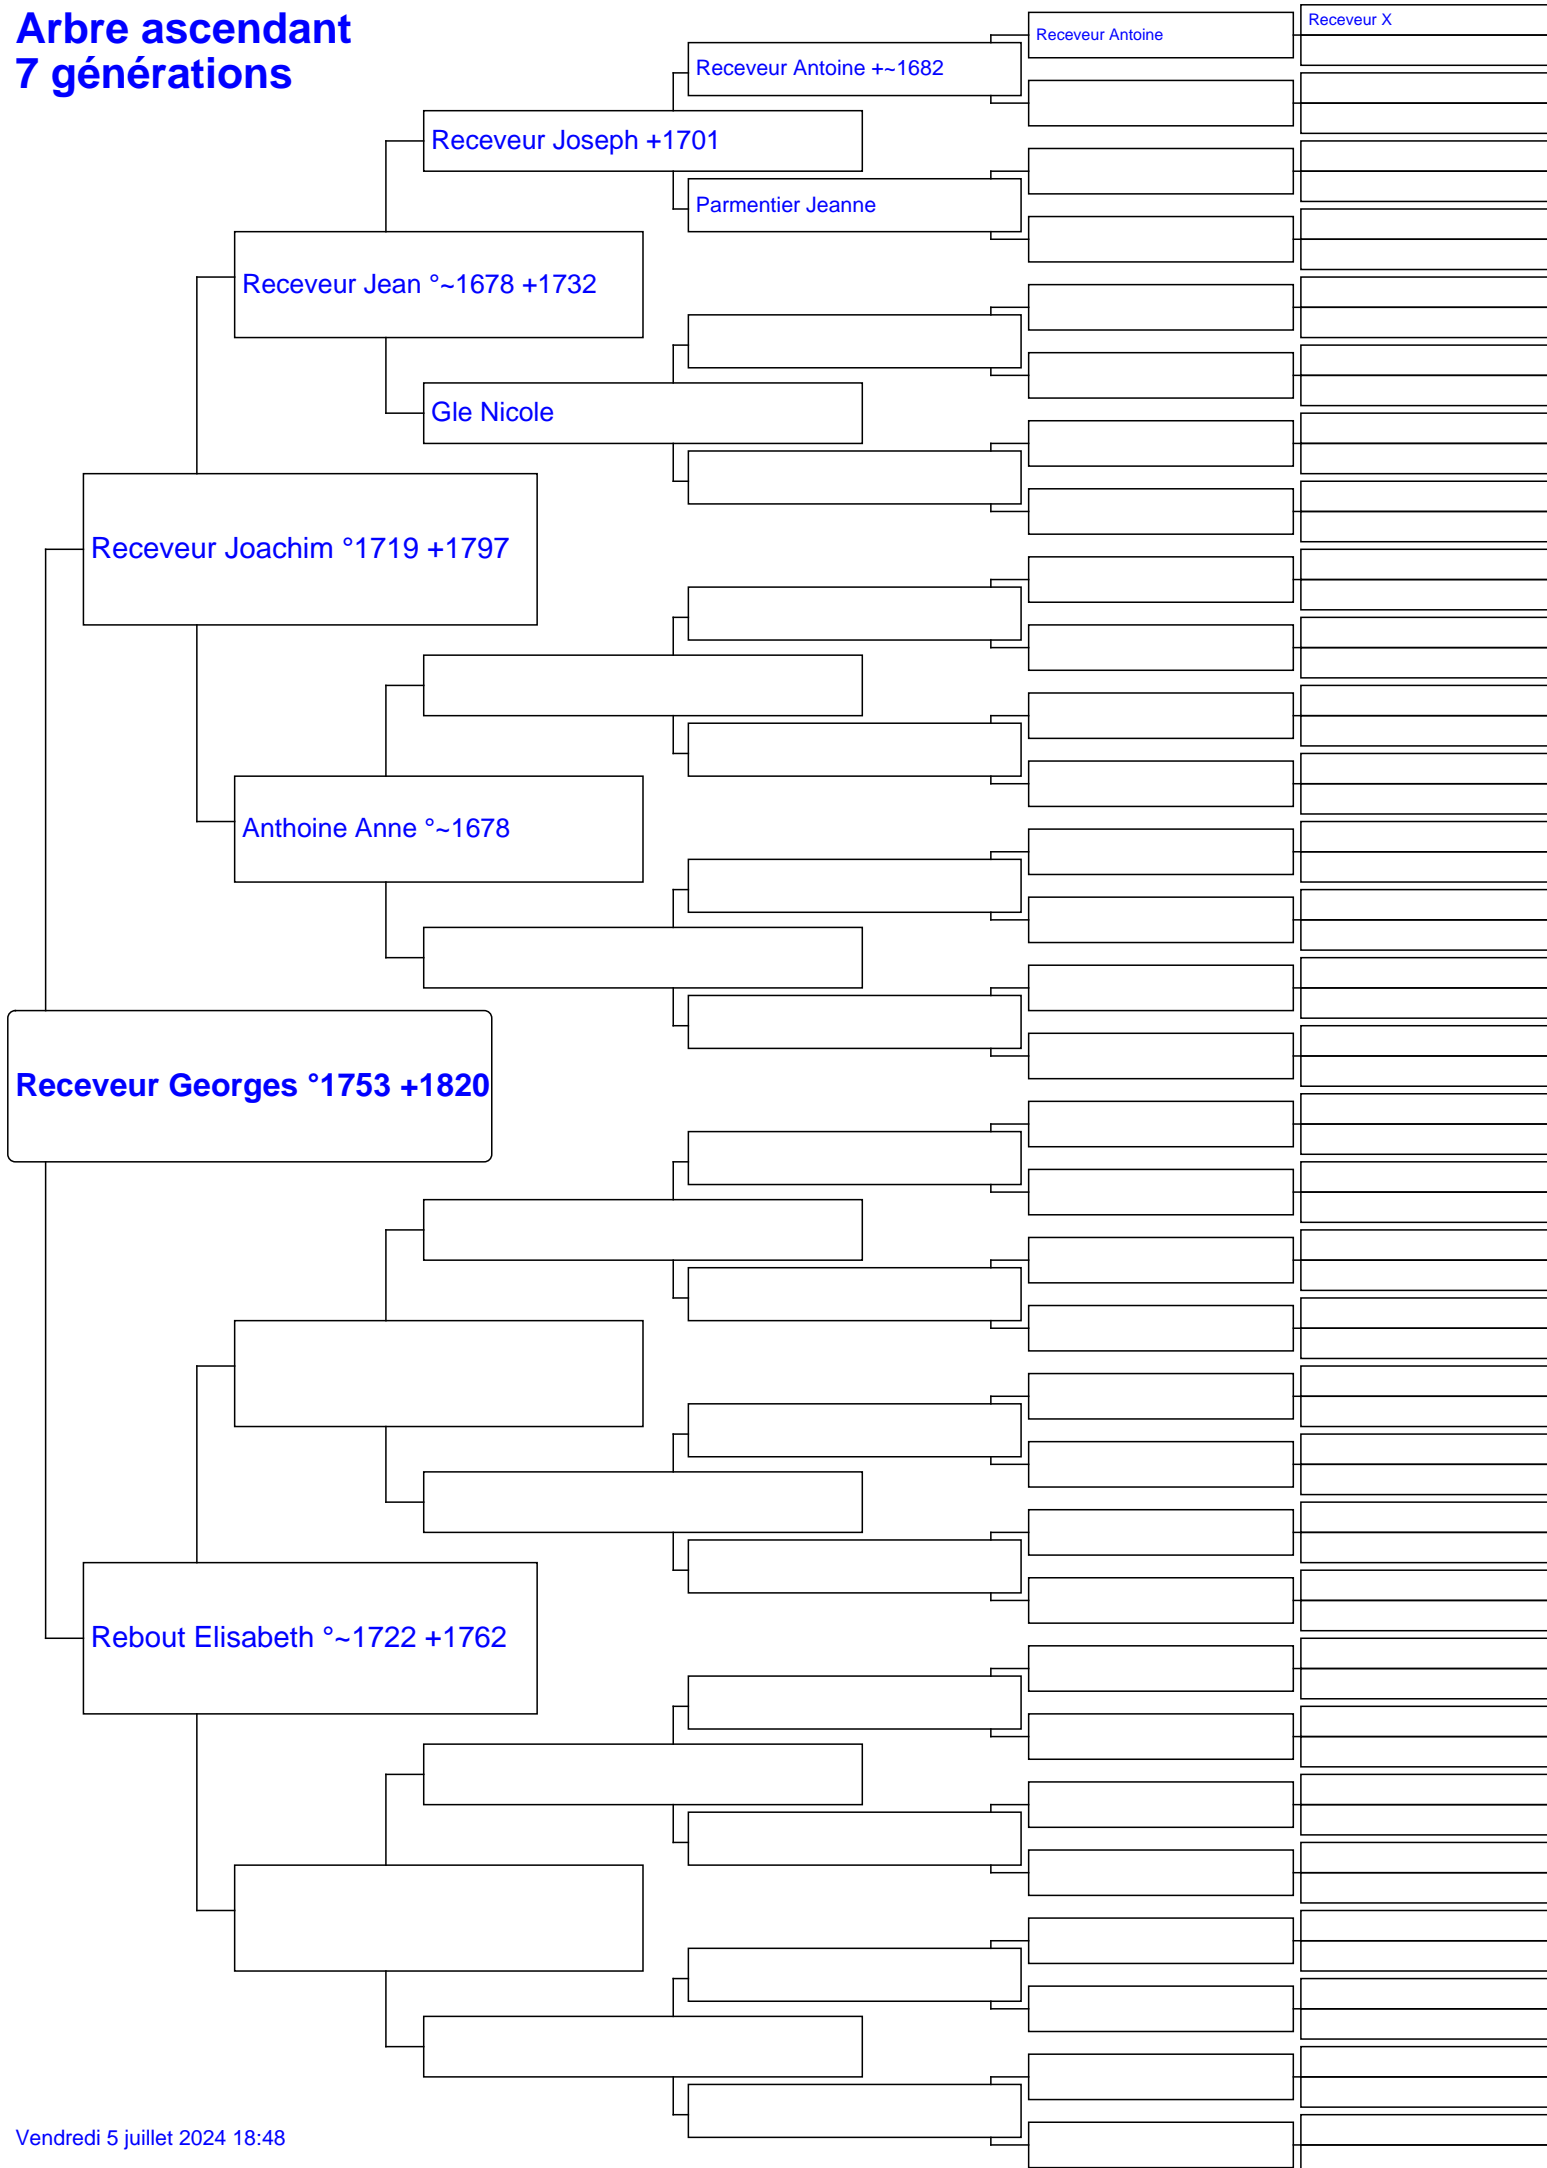 Arbre ascendant
7 générations
Receveur X
Receveur Antoine
Receveur Antoine +~1682
Receveur Joseph +1701
Parmentier Jeanne
Receveur Jean °~1678 +1732
Gle Nicole
Receveur Joachim °1719 +1797
Anthoine Anne °~1678
Receveur Georges °1753 +1820
Rebout Elisabeth °~1722 +1762
Vendredi 5 juillet 2024 18:48